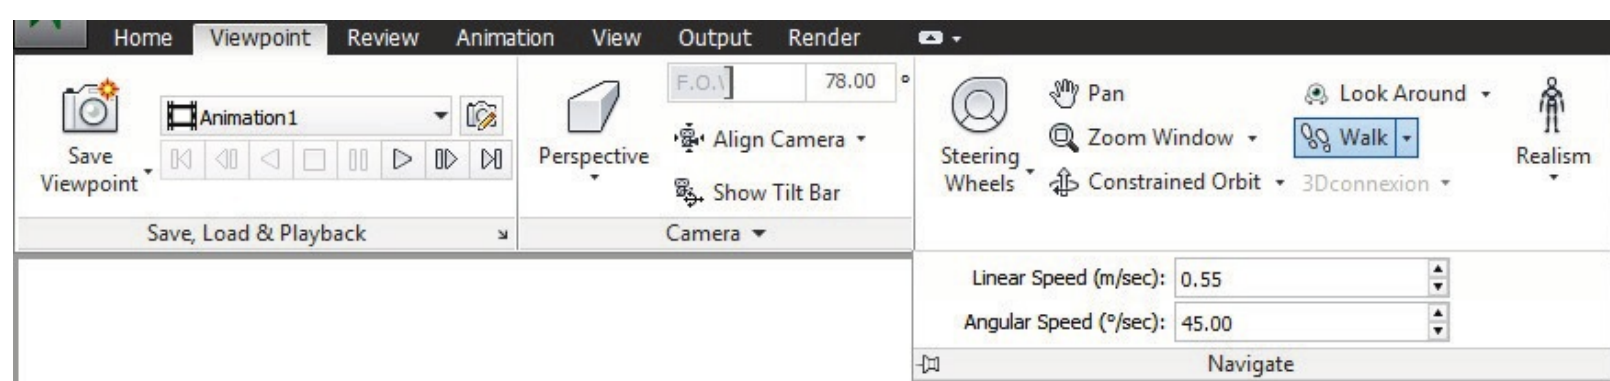 Home Viewpoint Review Animation View Output Render
Save Viewpoint
Animation1
Save, Load & Playback
Perspective
F.O.V 78.00 °
Align Camera
Show Tilt Bar
Camera
Steering Wheels
Pan
Zoom Window
Constrained Orbit
Look Around
Walk
3Dconnexion
Realism
Linear Speed (m/sec): 0.55
Angular Speed (°/sec): 45.00
Navigate